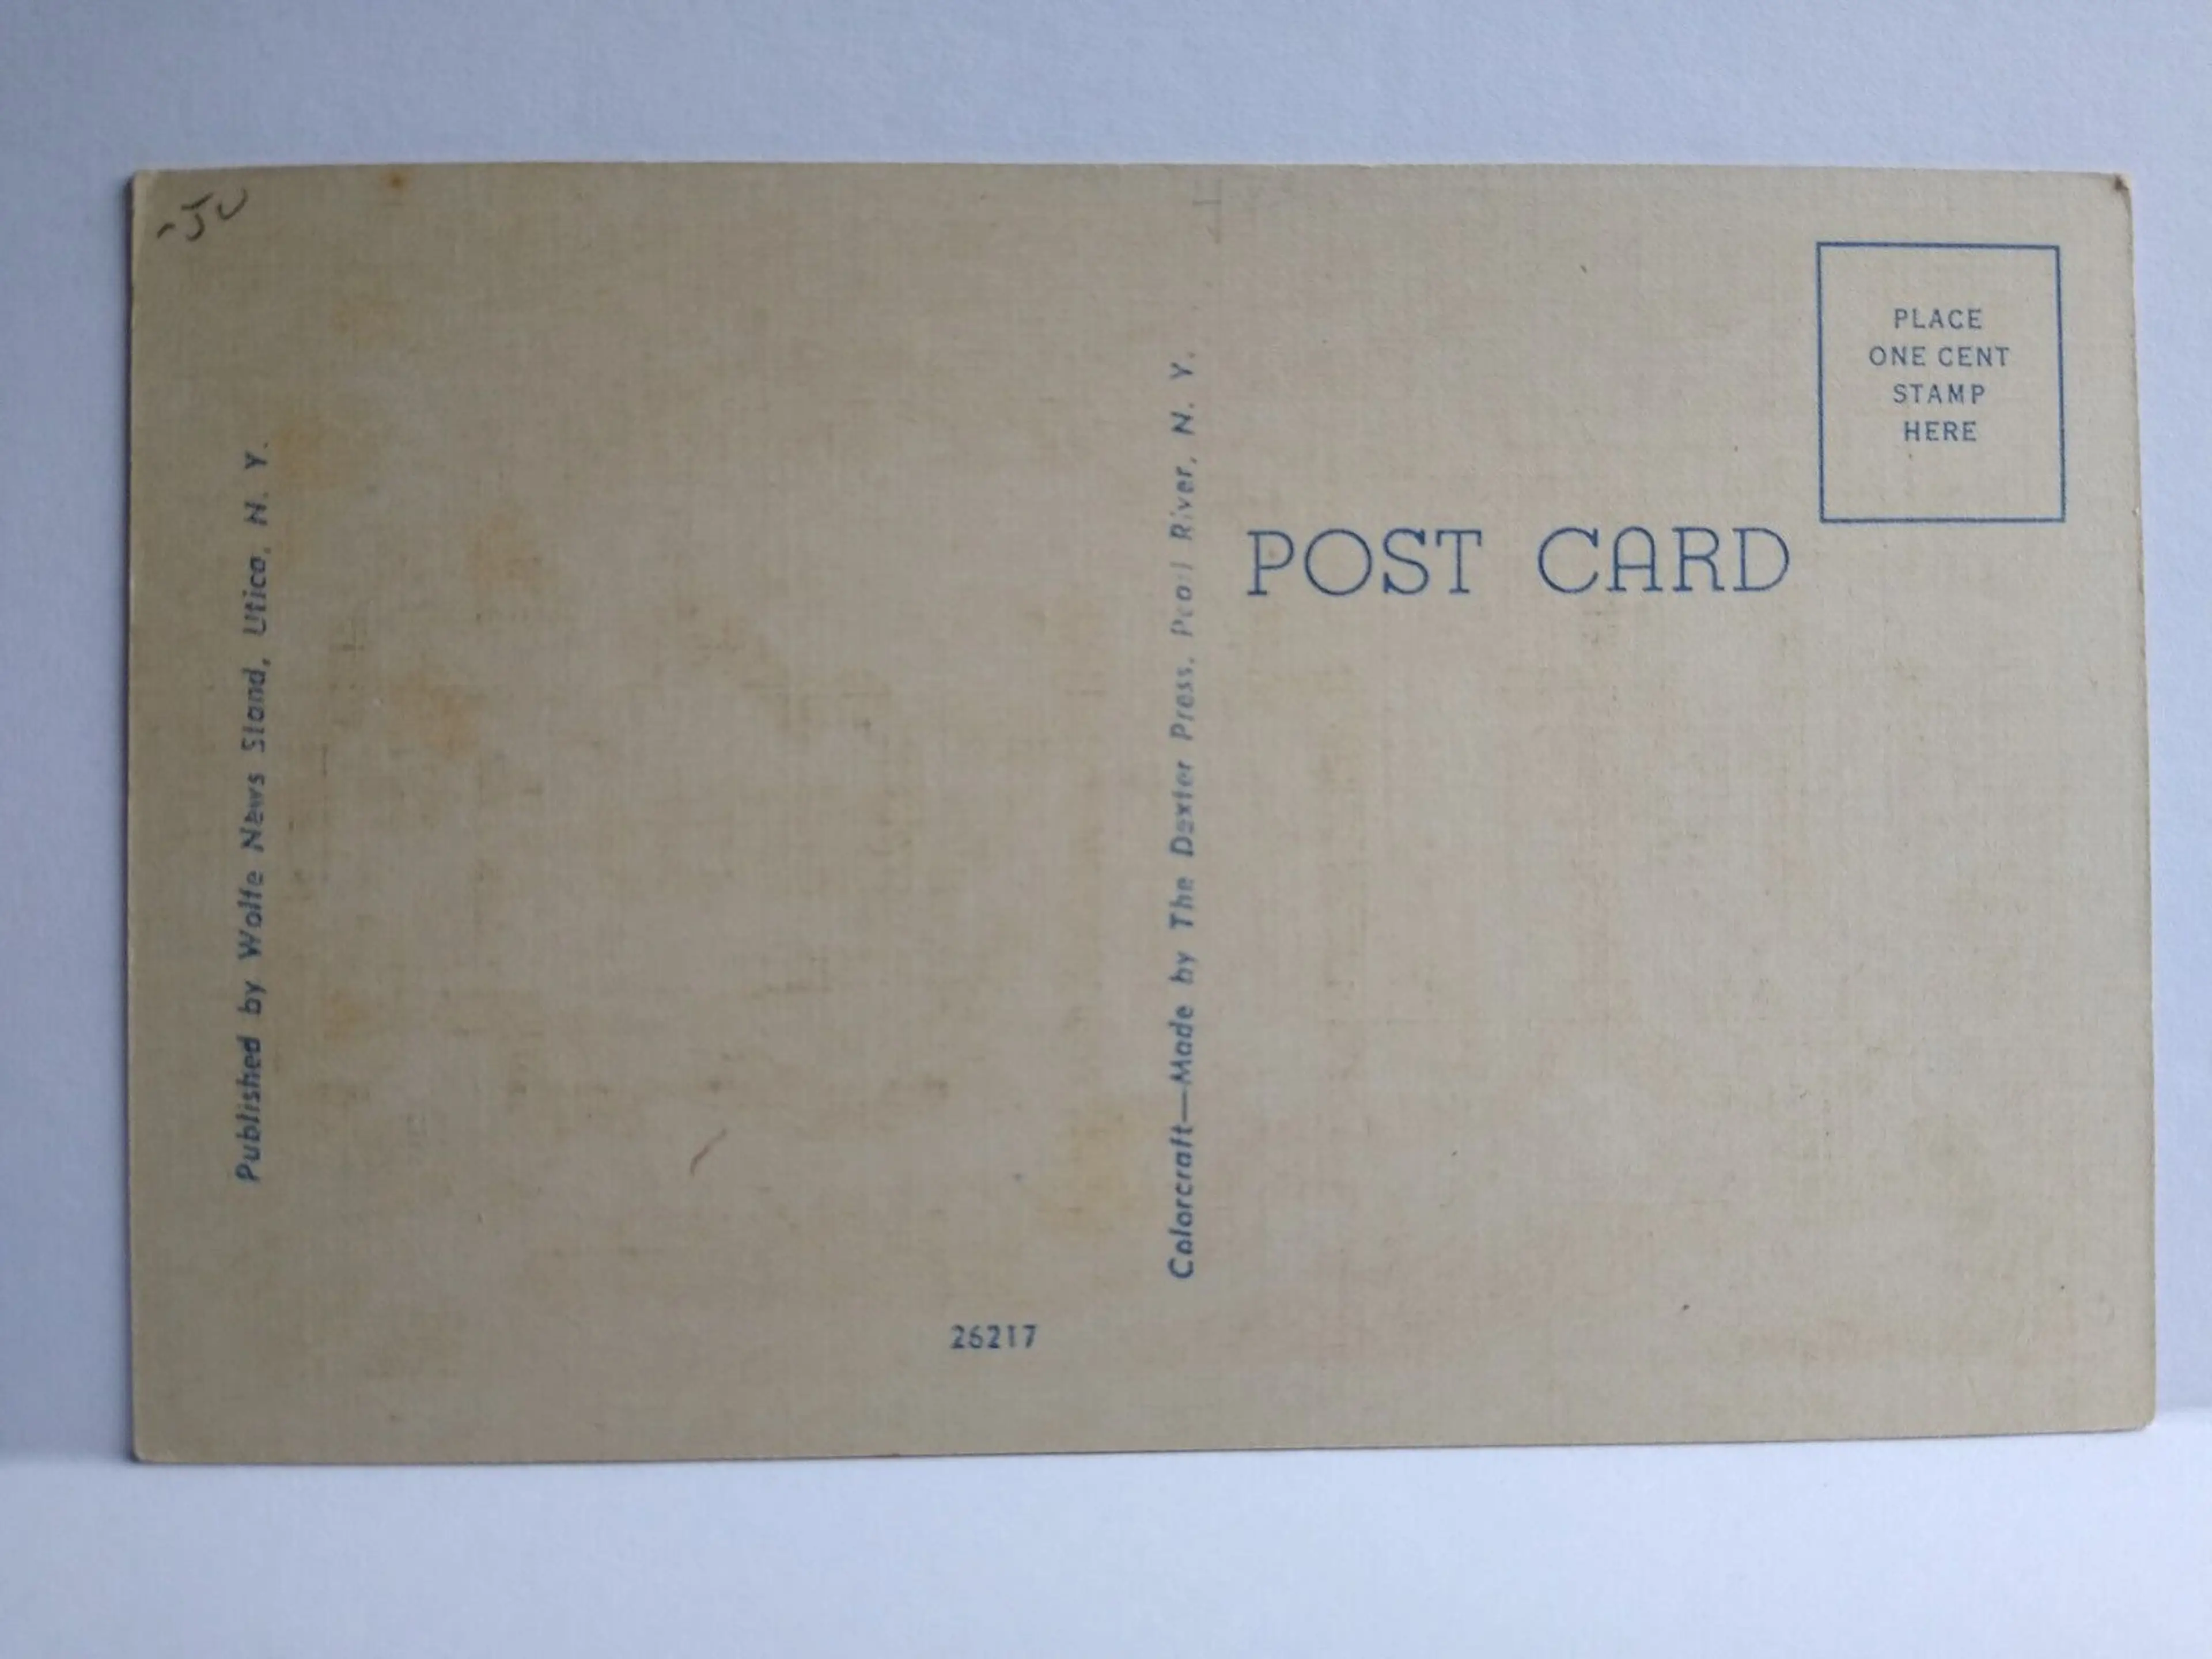 Published by Wolfe News Stand, Utica, N. Y.
Colorcraft—Made by The Dexter Press, Pearl River, N. Y.
PLACE
ONE CENT
STAMP
HERE
POST CARD
26217